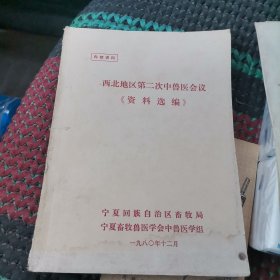 内部资料
西北地区第二次中兽医会议
《资料选编》
宁夏回族自治区畜牧局
宁夏畜牧兽医学会中兽医学组
一九八〇年十二月